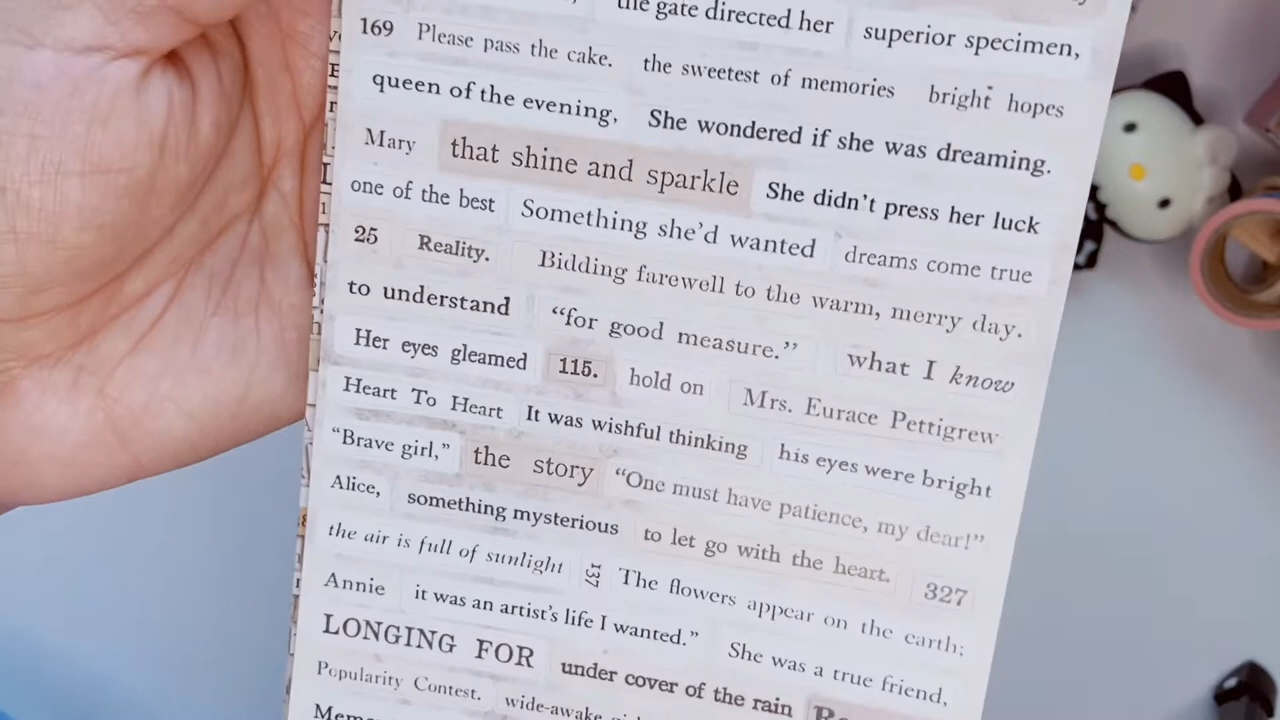 the gate directed her superior specimen,
169 Please pass the cake. the sweetest of memories bright hopes
queen of the evening, She wondered if she was dreaming.
Mary that shine and sparkle She didn't press her luck
one of the best Something she'd wanted dreams come true
25 Reality. Bidding farewell to the warm, merry day.
to understand “for good measure.” what I know
Her eyes gleamed 115. hold on Mrs. Eurace Pettigrew
Heart To Heart It was wishful thinking his eyes were bright
“Brave girl,” the story “One must have patience, my dear!”
Alice, something mysterious to let go with the heart. 327
the air is full of sunlight 137 The flowers appear on the earth;
Annie it was an artist's life I wanted.” She was a true friend,
LONGING FOR under cover of the rain
Popularity Contest. wide-awake